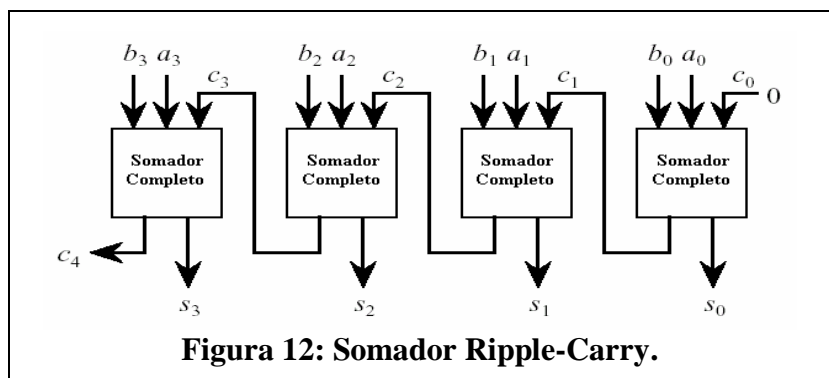 b₃ a₃ c₃ b₂ a₂ c₂ b₁ a₁ c₁ b₀ a₀ c₀ 0
Somador Somador Somador Somador
Completo Completo Completo Completo
c₄
s₃ s₂ s₁ s₀
Figura 12: Somador Ripple-Carry.